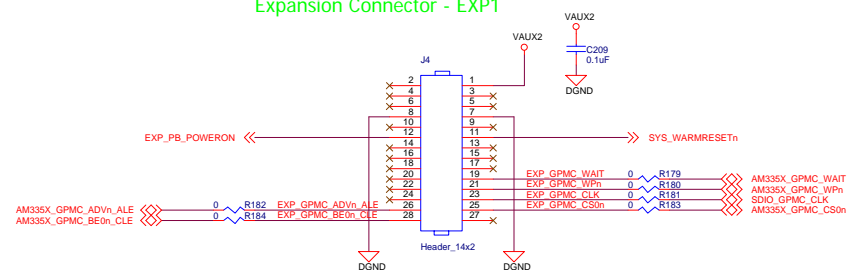 Expansion Connector - EXP1
VAUX2
VAUX2
C209
0.1uF
DGND
J4
2 1
4 3
6 5
8 7
10 9
12 11
14 13
16 15
18 17
20 19
22 21
24 23
26 25
28 27
EXP_PB_POWERON
SYS_WARMRESETn
EXP_GPMC_WAIT 0 R179 AM335X_GPMC_WAIT
EXP_GPMC_WPn 0 R180 AM335X_GPMC_WPn
EXP_GPMC_CLK 0 R181 SDIO_GPMC_CLK
EXP_GPMC_CS0n 0 R183 AM335X_GPMC_CS0n
AM335X_GPMC_ADVn_ALE 0 R182 EXP_GPMC_ADVn_ALE
AM335X_GPMC_BE0n_CLE 0 R184 EXP_GPMC_BE0n_CLE
Header_14x2
DGND DGND